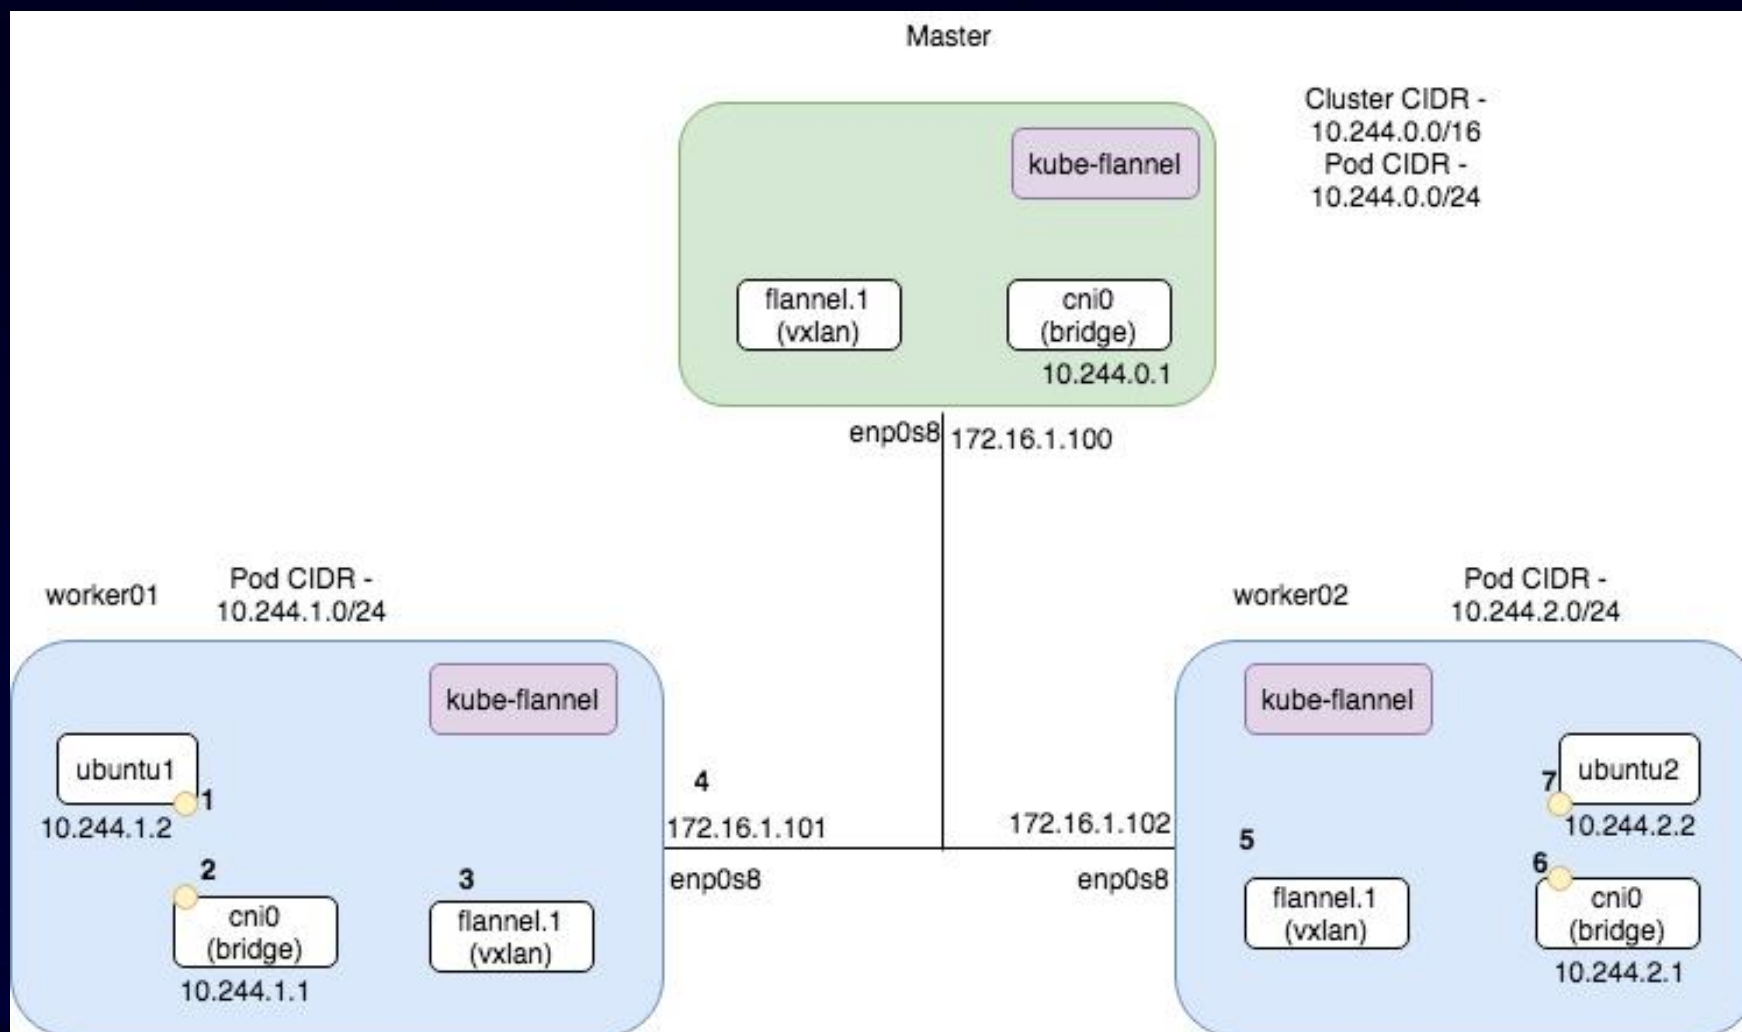 Master
Cluster CIDR -
10.244.0.0/16
Pod CIDR -
10.244.0.0/24
kube-flannel
flannel.1
(vxlan)
cni0
(bridge)
10.244.0.1
enp0s8
172.16.1.100
worker01
Pod CIDR -
10.244.1.0/24
kube-flannel
ubuntu1
1
10.244.1.2
2
cni0
(bridge)
10.244.1.1
3
flannel.1
(vxlan)
4
172.16.1.101
enp0s8
worker02
Pod CIDR -
10.244.2.0/24
172.16.1.102
enp0s8
kube-flannel
5
flannel.1
(vxlan)
7
ubuntu2
10.244.2.2
6
cni0
(bridge)
10.244.2.1